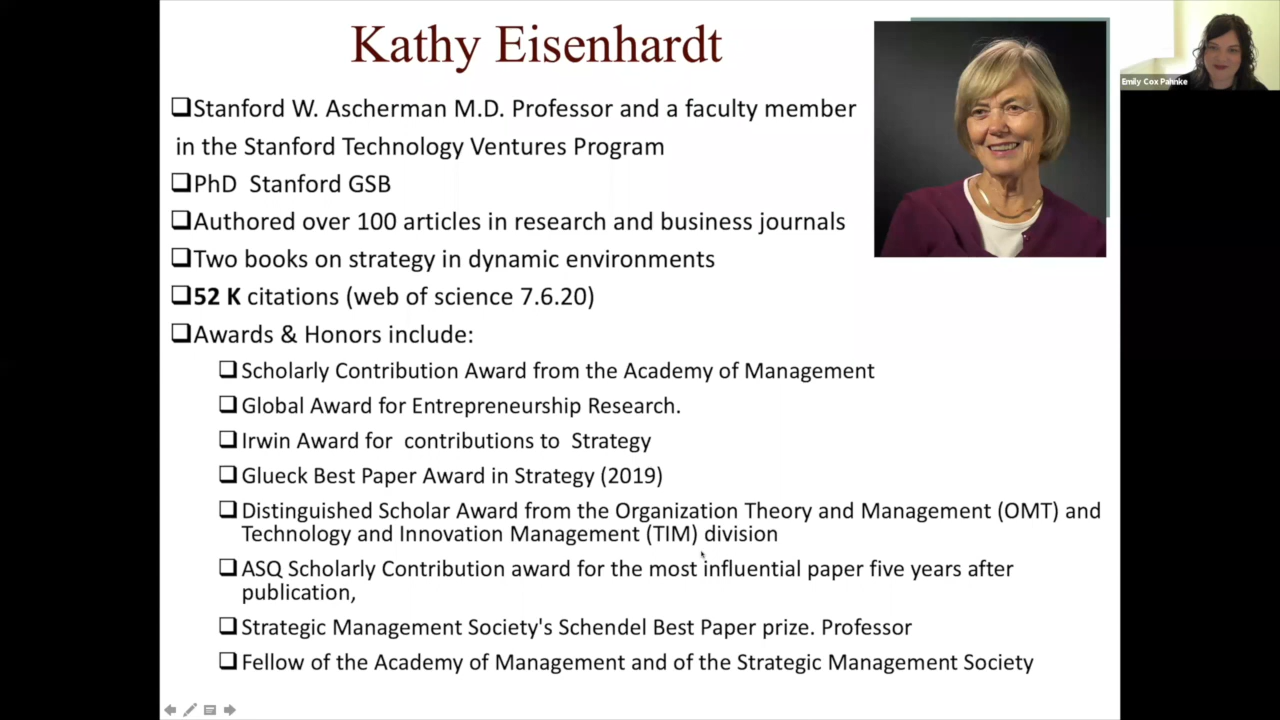 Kathy Eisenhardt
Emily Cox Pahnke
Stanford W. Ascherman M.D. Professor and a faculty member
in the Stanford Technology Ventures Program
PhD  Stanford GSB
Authored over 100 articles in research and business journals
Two books on strategy in dynamic environments
52 K citations (web of science 7.6.20)
Awards & Honors include:
Scholarly Contribution Award from the Academy of Management
Global Award for Entrepreneurship Research.
Irwin Award for  contributions to  Strategy
Glueck Best Paper Award in Strategy (2019)
Distinguished Scholar Award from the Organization Theory and Management (OMT) and
Technology and Innovation Management (TIM) division
ASQ Scholarly Contribution award for the most influential paper five years after
publication,
Strategic Management Society's Schendel Best Paper prize. Professor
Fellow of the Academy of Management and of the Strategic Management Society